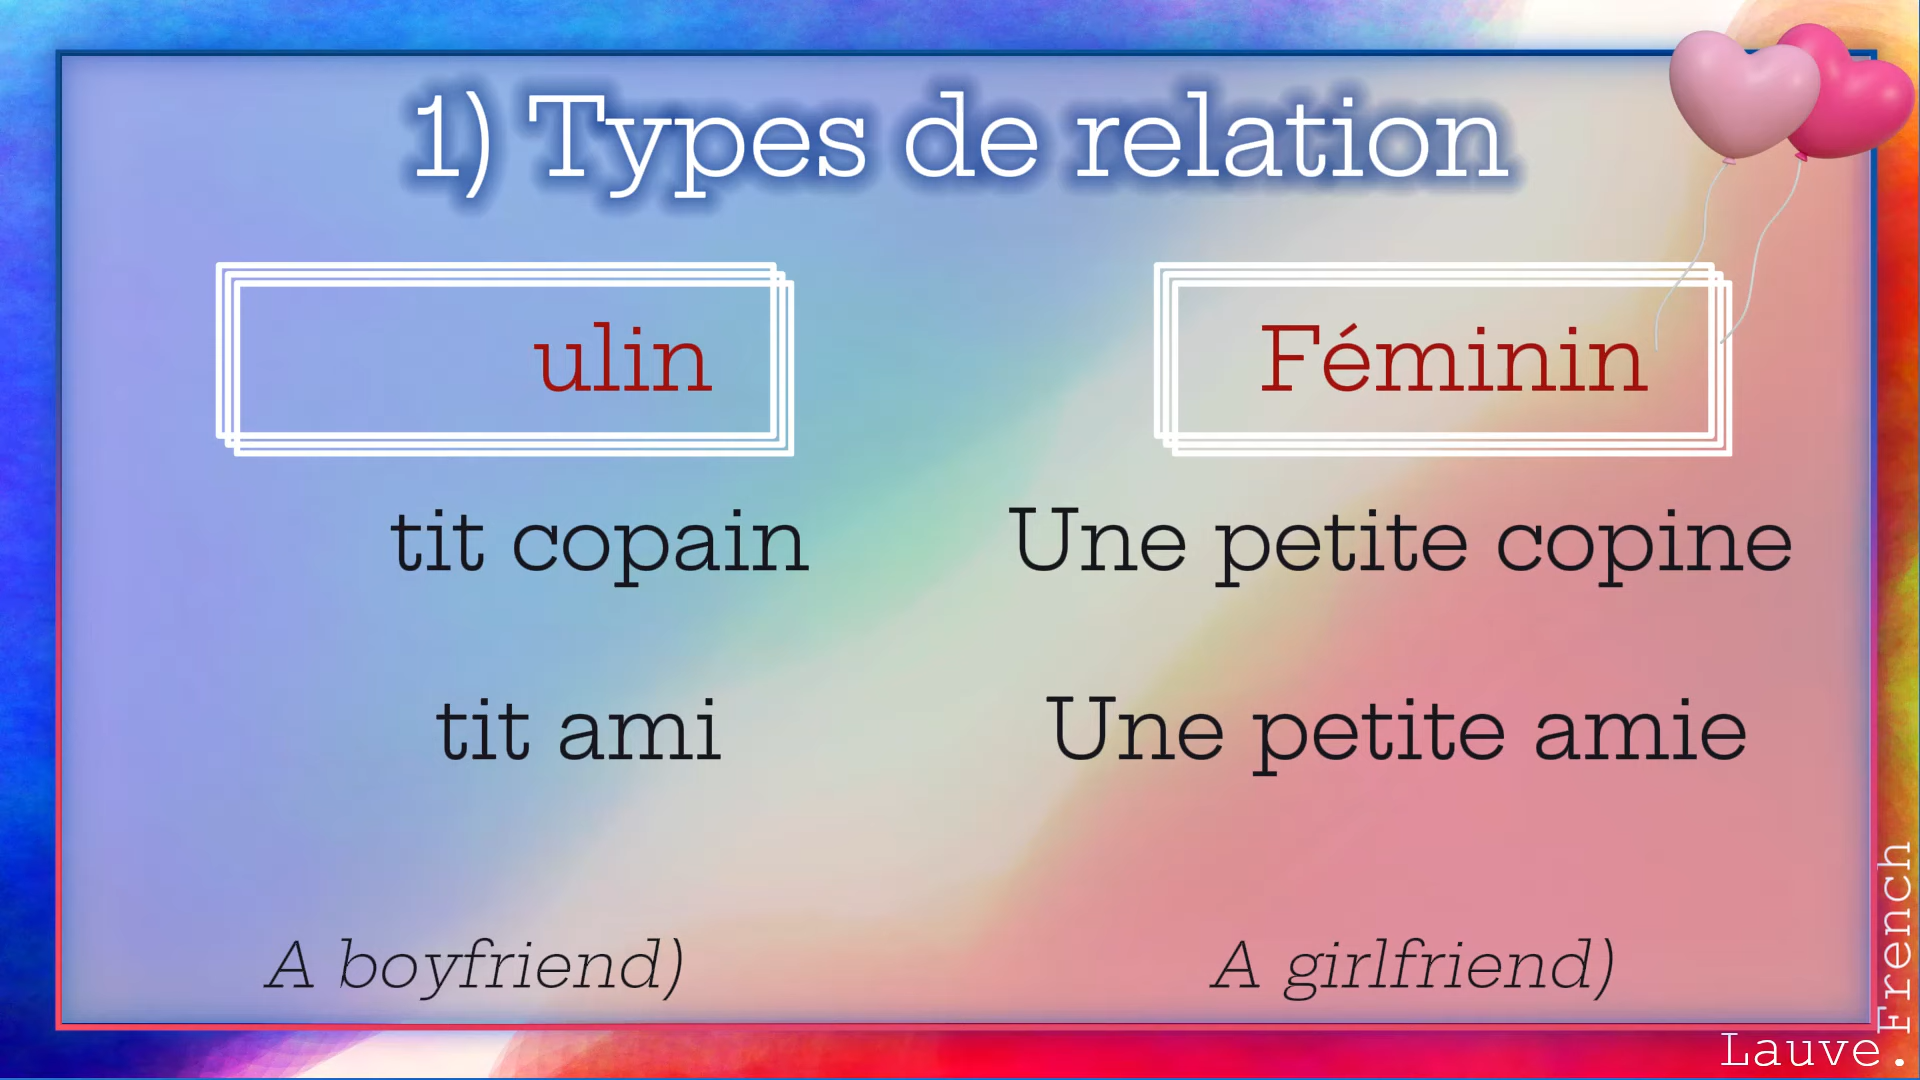 1) Types de relation
ulin
Féminin
tit copain
Une petite copine
tit ami
Une petite amie
A boyfriend)
A girlfriend)
Lauve.
French